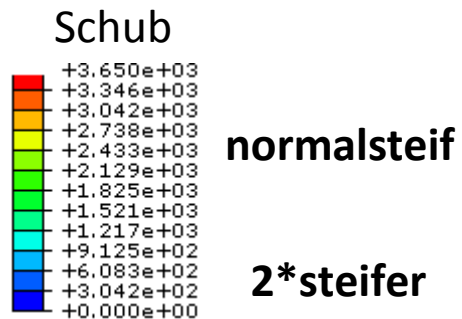 Schub
+3.650e+03
+3.346e+03
+3.042e+03
+2.738e+03
+2.433e+03
+2.129e+03
+1.825e+03
+1.521e+03
+1.217e+03
+9.125e+02
+6.083e+02
+3.042e+02
+0.000e+00
normalsteif
2*steifer